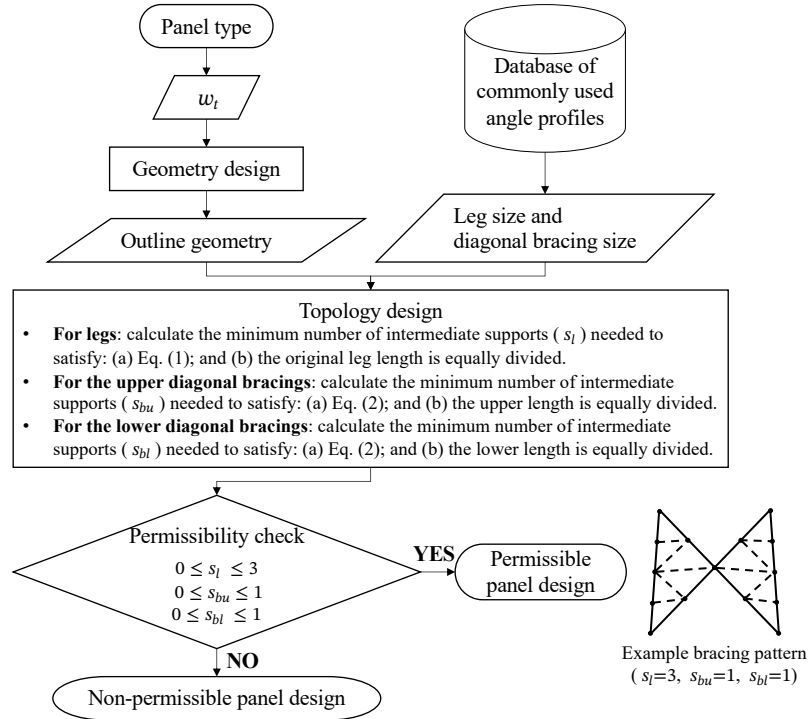 Panel type
w_t
Geometry design
Outline geometry
Database of
commonly used
angle profiles
Leg size and
diagonal bracing size
Topology design
• For legs: calculate the minimum number of intermediate supports ( s_l ) needed to
satisfy: (a) Eq. (1); and (b) the original leg length is equally divided.
• For the upper diagonal bracings: calculate the minimum number of intermediate
supports ( s_bu ) needed to satisfy: (a) Eq. (2); and (b) the upper length is equally divided.
• For the lower diagonal bracings: calculate the minimum number of intermediate
supports ( s_bl ) needed to satisfy: (a) Eq. (2); and (b) the lower length is equally divided.
Permissibility check
0 ≤ s_l ≤ 3
0 ≤ s_bu ≤ 1
0 ≤ s_bl ≤ 1
YES
Permissible
panel design
NO
Non-permissible panel design
Example bracing pattern
( s_l=3, s_bu=1, s_bl=1)